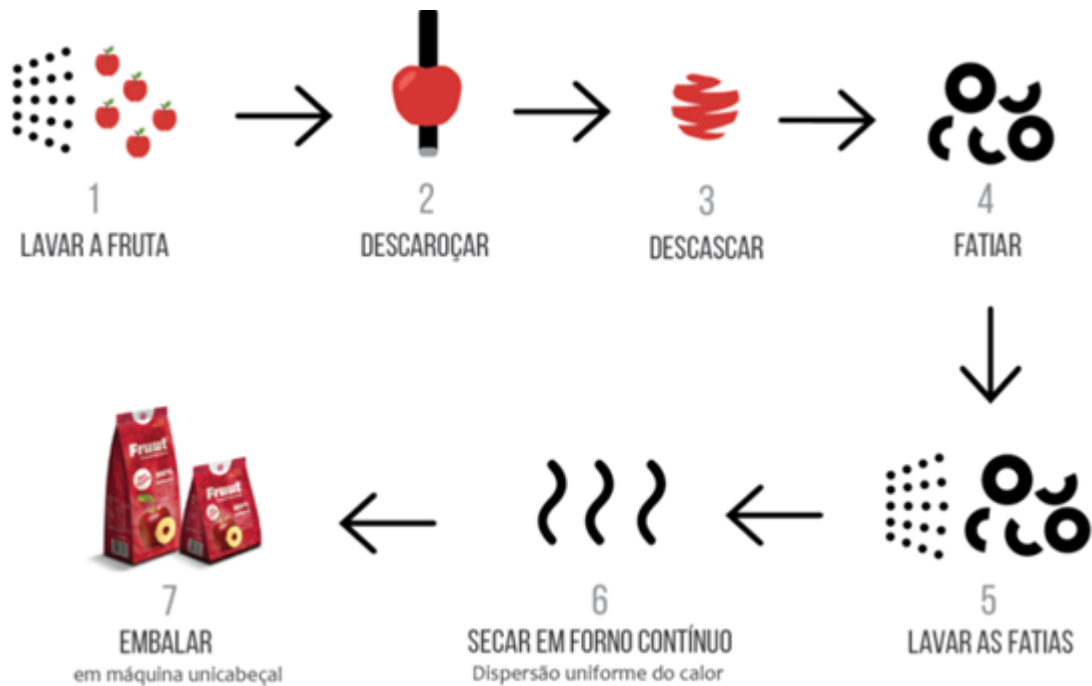 1
LAVAR A FRUTA
2
DESCAROÇAR
3
DESCASCAR
4
FATIAR
5
LAVAR AS FATIAS
6
SECAR EM FORNO CONTÍNUO
Dispersão uniforme do calor
7
EMBALAR
em máquina unicabeçal
Fruut
Fruut